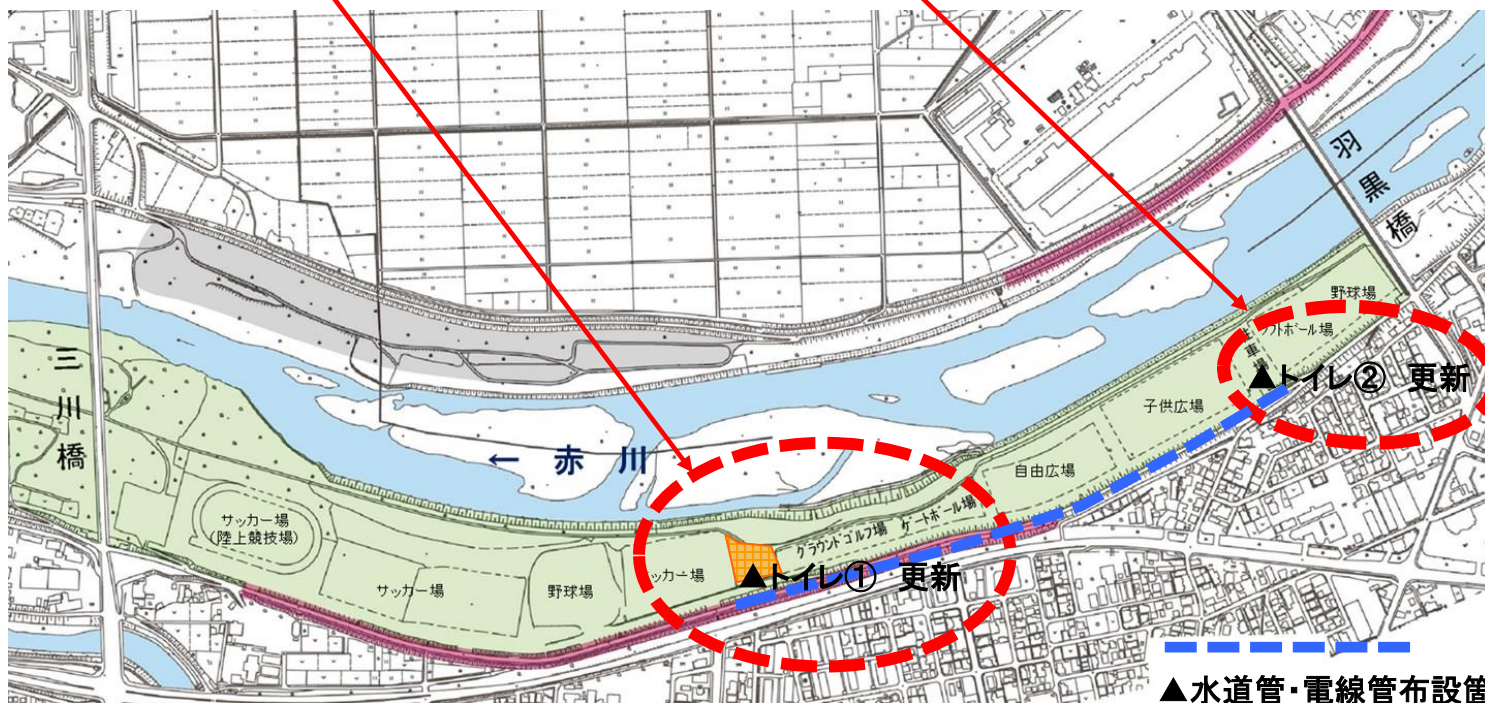 羽黒橋
野球場
ソフトボール場
▲トイレ② 更新
子供広場
三川橋
← 赤川
自由広場
ゲートボール場
グラウンドゴルフ場
サッカー場
(陸上競技場)
サッカー場
野球場
ッカー場
▲トイレ① 更新
▲水道管・電線管布設箇